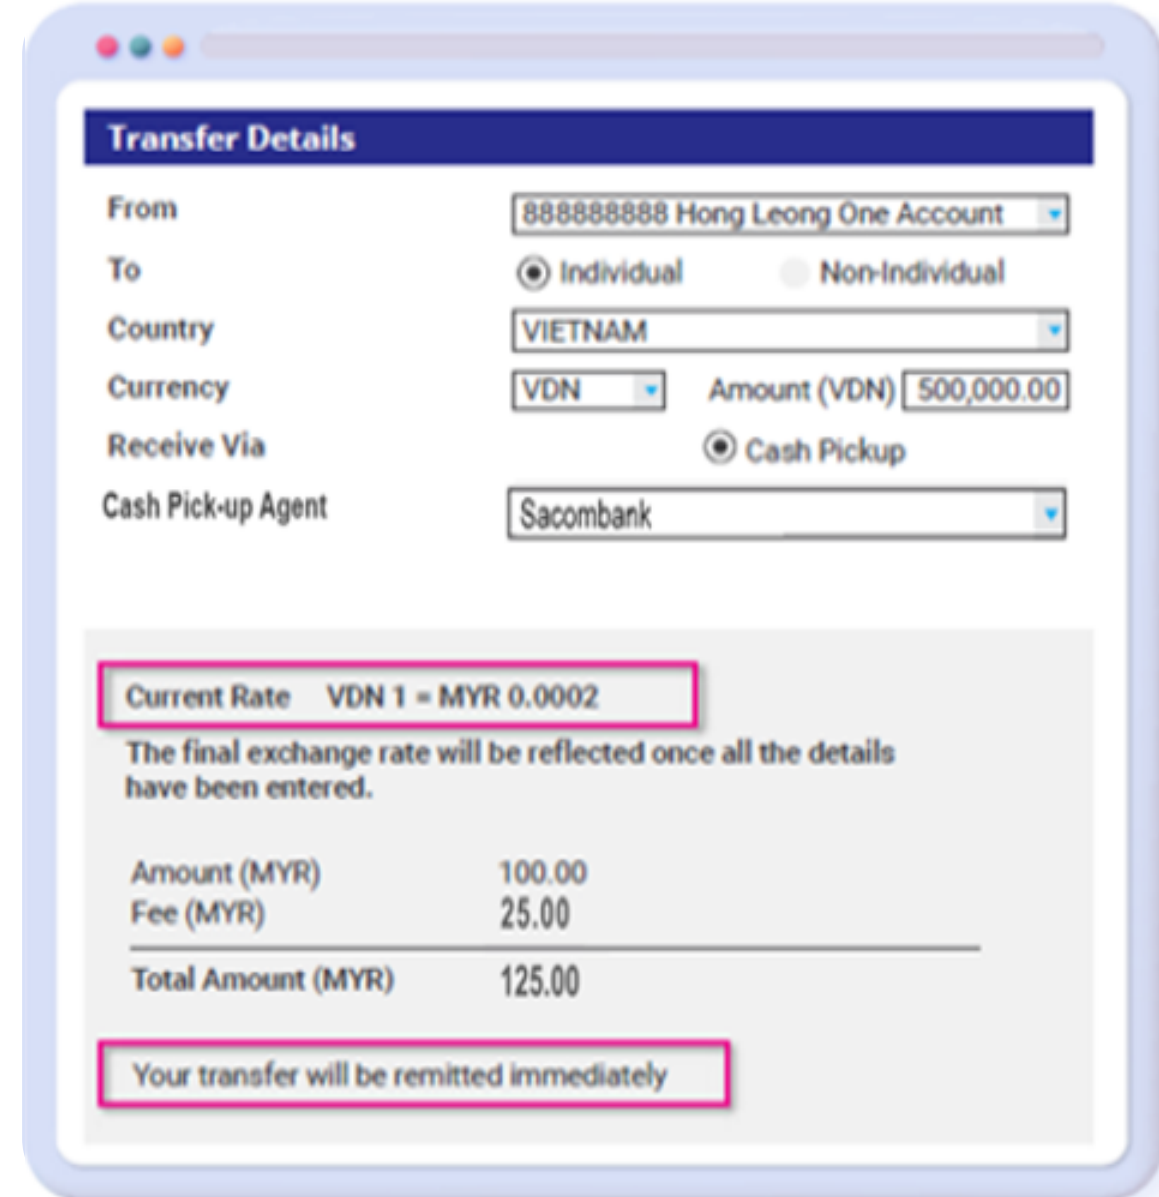 Transfer Details
From 888888888 Hong Leong One Account
To Individual Non-Individual
Country VIETNAM
Currency VDN Amount (VDN) 500,000.00
Receive Via Cash Pickup
Cash Pick-up Agent Sacombank
Current Rate VDN 1 = MYR 0.0002
The final exchange rate will be reflected once all the details
have been entered.
Amount (MYR) 100.00
Fee (MYR) 25.00
Total Amount (MYR) 125.00
Your transfer will be remitted immediately